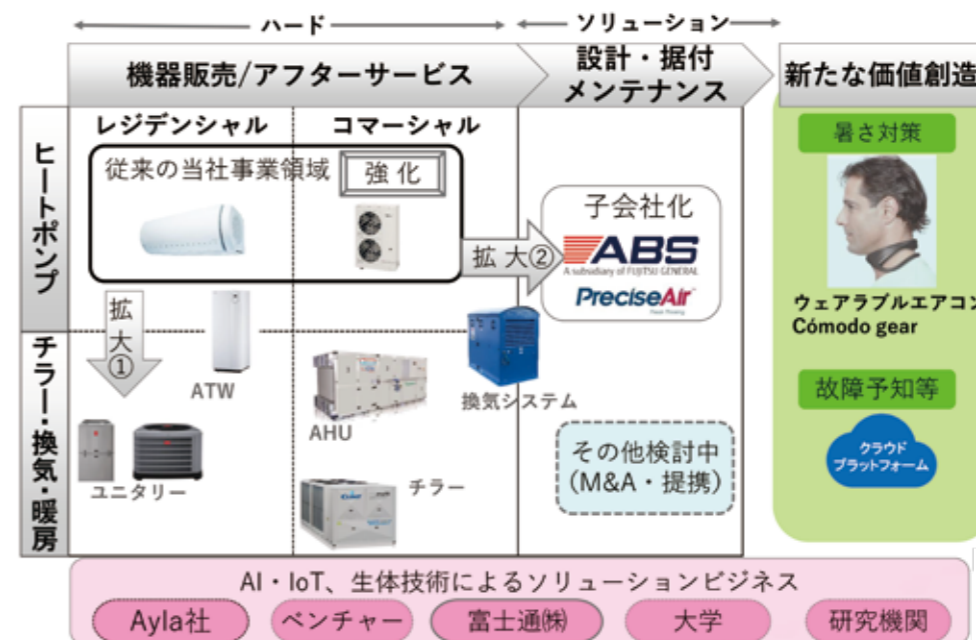 ハード
ソリューション
機器販売/アフターサービス
設計・据付
メンテナンス
新たな価値創造
レジデンシャル
コマーシャル
ヒートポンプ
従来の当社事業領域
強 化
拡 大②
子会社化
ABS
A subsidiary of FUJITSU GENERAL
PreciseAir
暑さ対策
ウェアラブルエアコン
Cómodo gear
拡大①
チラー・換気・暖房
ATW
AHU
換気システム
ユニタリー
チラー
その他検討中
(M&A・提携)
故障予知等
クラウド
プラットフォーム
AI・IoT、生体技術によるソリューションビジネス
Ayla社
ベンチャー
富士通㈱
大学
研究機関